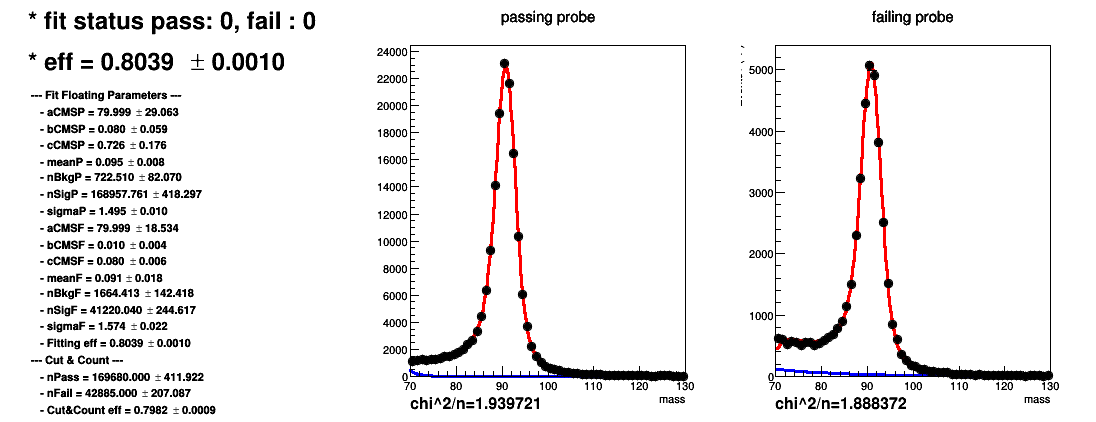 * fit status pass: 0, fail : 0
* eff = 0.8039 ± 0.0010
--- Fit Floating Parameters ---
- aCMSP = 79.999 ± 29.063
- bCMSP = 0.080 ± 0.059
- cCMSP = 0.726 ± 0.176
- meanP = 0.095 ± 0.008
- nBkgP = 722.510 ± 82.070
- nSigP = 168957.761 ± 418.297
- sigmaP = 1.495 ± 0.010
- aCMSF = 79.999 ± 18.534
- bCMSF = 0.010 ± 0.004
- cCMSF = 0.080 ± 0.006
- meanF = 0.091 ± 0.018
- nBkgF = 1664.413 ± 142.418
- nSigF = 41220.040 ± 244.617
- sigmaF = 1.574 ± 0.022
- Fitting eff = 0.8039 ± 0.0010
--- Cut & Count ---
- nPass = 169680.000 ± 411.922
- nFail = 42885.000 ± 207.087
- Cut&Count eff = 0.7982 ± 0.0009
passing probe
24000
22000
20000
18000
16000
14000
12000
10000
8000
6000
4000
2000
0
70 80 90 100 110 120 130
mass
chi^2/n=1.939721
failing probe
5000
4000
3000
2000
1000
0
70 80 90 100 110 120 130
mass
chi^2/n=1.888372